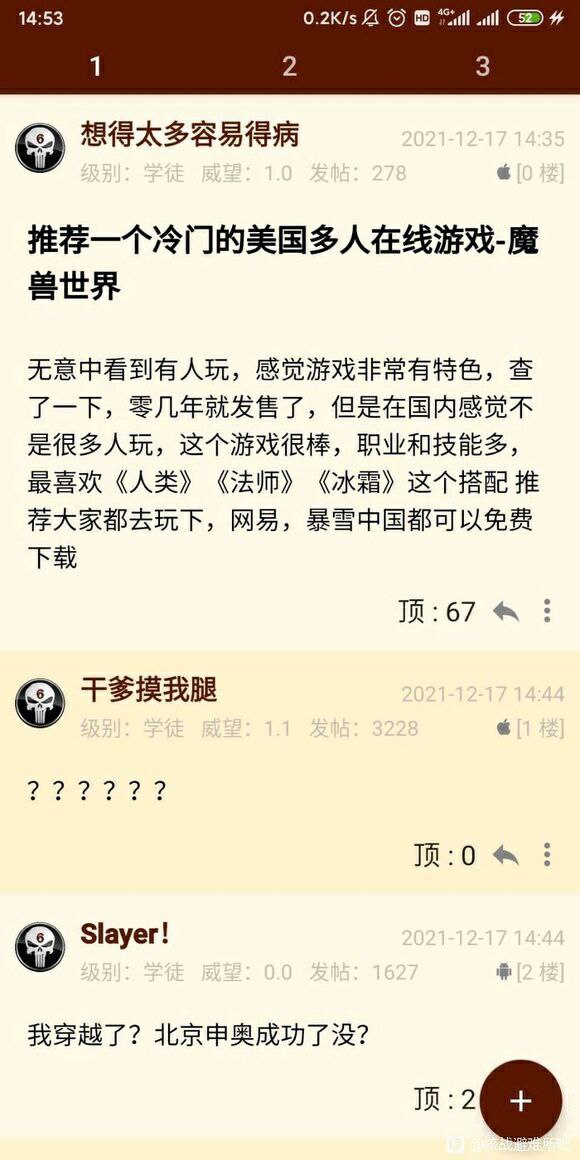 14:53
0.2K/s HD 4G+ 52
1 2 3
6
想得太多容易得病 2021-12-17 14:35
级别：学徒 威望：1.0 发帖：278 [0 楼]
推荐一个冷门的美国多人在线游戏-魔
兽世界
无意中看到有人玩，感觉游戏非常有特色，查
了一下，零几年就发售了，但是在国内感觉不
是很多人玩，这个游戏很棒，职业和技能多，
最喜欢《人类》《法师》《冰霜》这个搭配 推
荐大家都去玩下，网易，暴雪中国都可以免费
下载
顶 : 67
6
干爹摸我腿 2021-12-17 14:44
级别：学徒 威望：1.1 发帖：3228 [1 楼]
？？？？？？
顶 : 0
6
Slayer！ 2021-12-17 14:44
级别：学徒 威望：0.0 发帖：1627 [2 楼]
我穿越了？北京申奥成功了没？
顶 : 2
+
@核战避难所吧